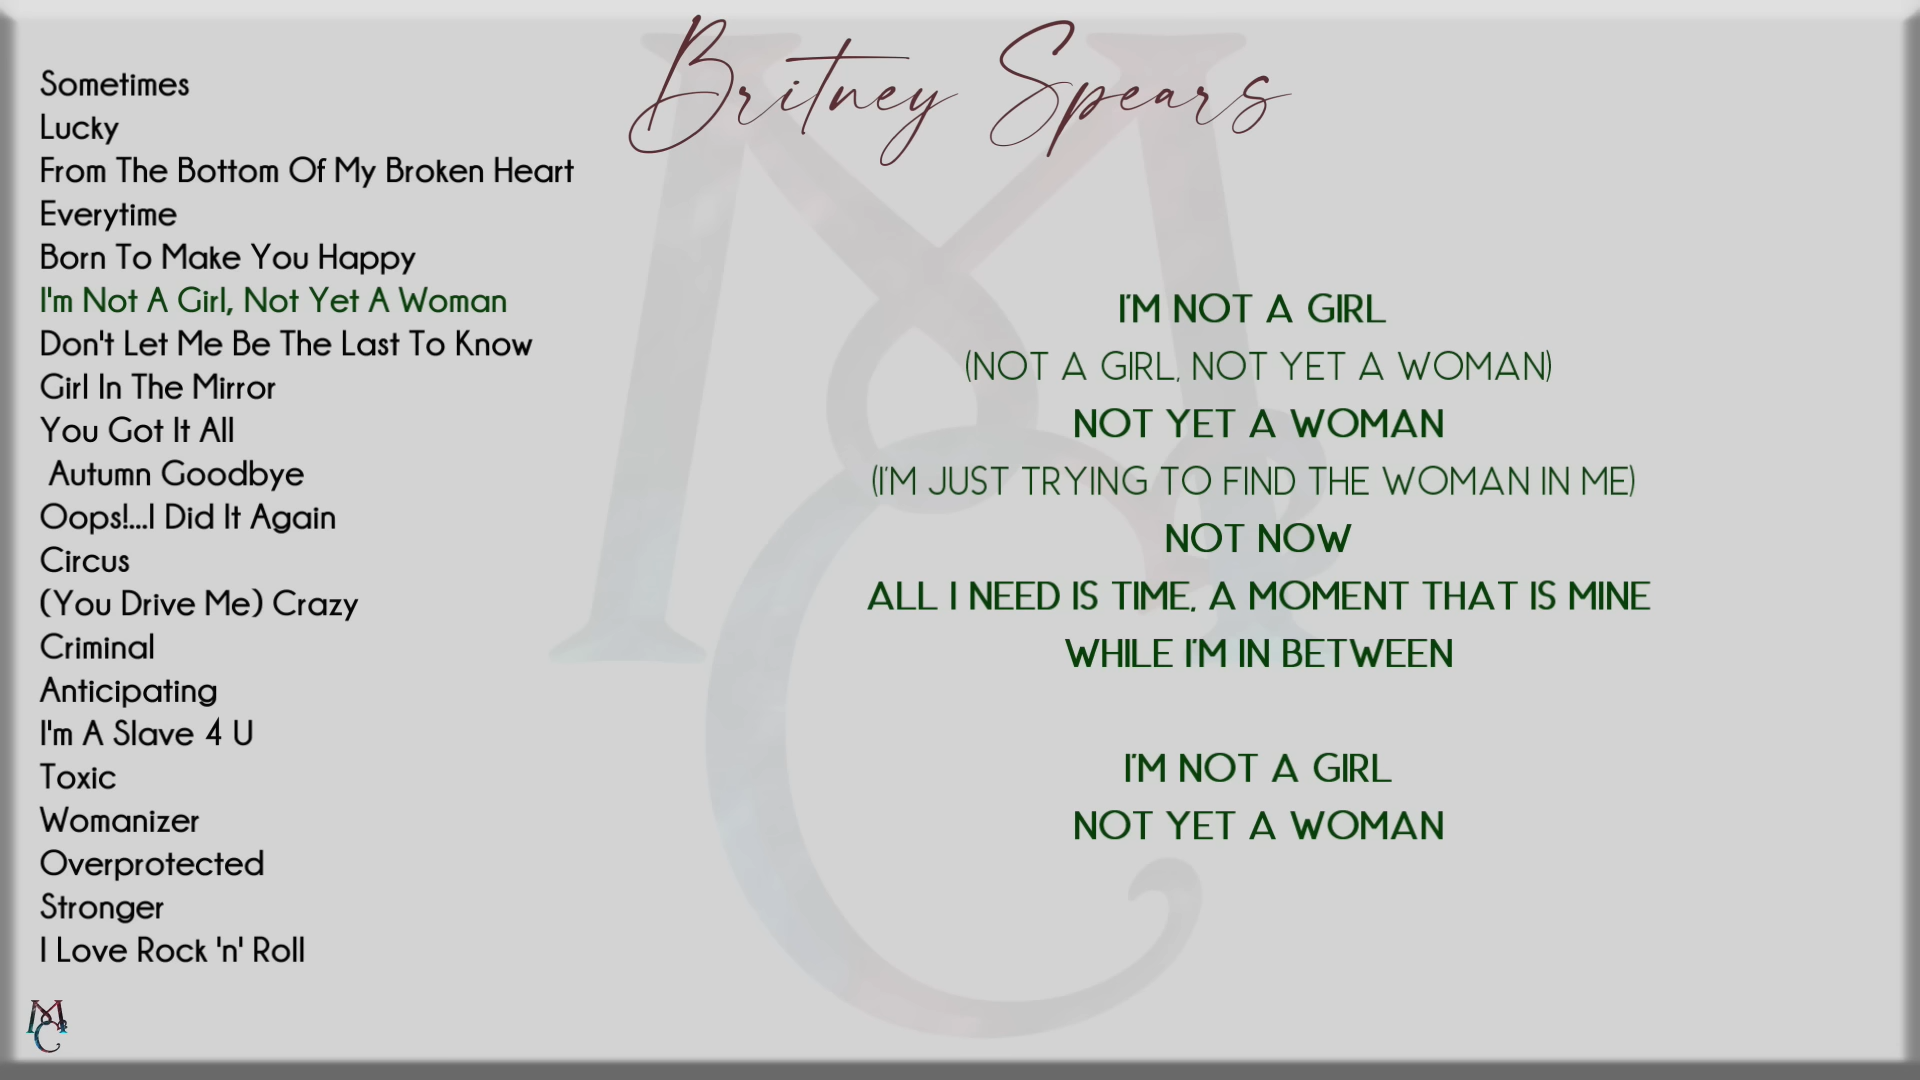 Britney Spears
Sometimes
Lucky
From The Bottom Of My Broken Heart
Everytime
Born To Make You Happy
I'm Not A Girl, Not Yet A Woman
Don't Let Me Be The Last To Know
Girl In The Mirror
You Got It All
Autumn Goodbye
Oops!...I Did It Again
Circus
(You Drive Me) Crazy
Criminal
Anticipating
I'm A Slave 4 U
Toxic
Womanizer
Overprotected
Stronger
I Love Rock 'n' Roll
I'M NOT A GIRL
(NOT A GIRL, NOT YET A WOMAN)
NOT YET A WOMAN
(I'M JUST TRYING TO FIND THE WOMAN IN ME)
NOT NOW
ALL I NEED IS TIME, A MOMENT THAT IS MINE
WHILE I'M IN BETWEEN
I'M NOT A GIRL
NOT YET A WOMAN
MC